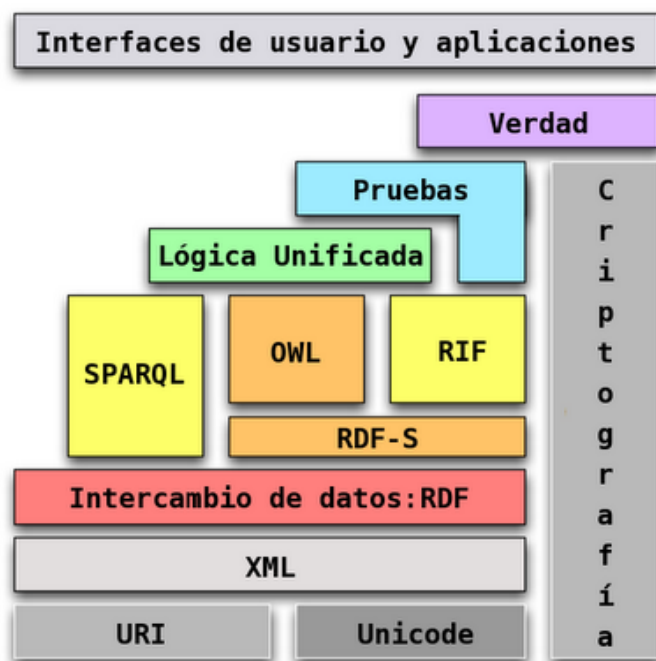 Interfaces de usuario y aplicaciones
Verdad
Pruebas
Lógica Unificada
SPARQL
OWL
RIF
RDF-S
Intercambio de datos:RDF
XML
URI
Unicode
Criptografía